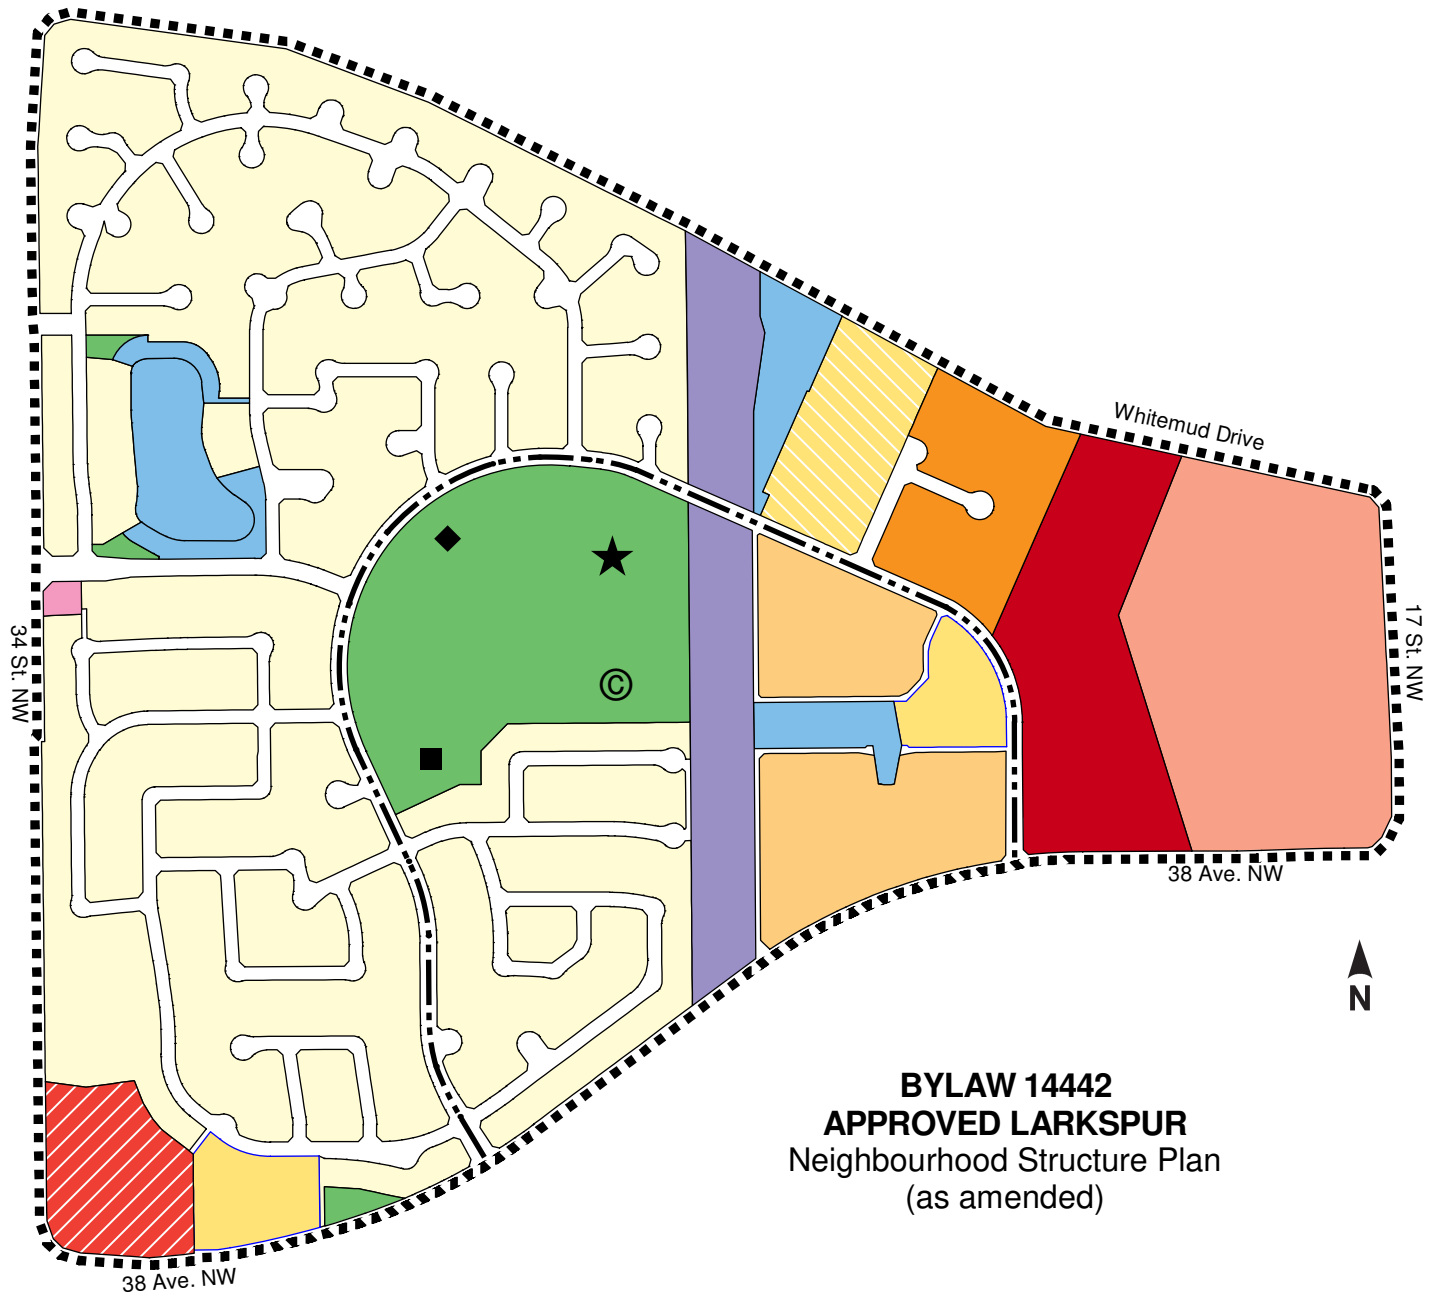 Whitemud Drive
34 St. NW
17 St. NW
©
38 Ave. NW
N
BYLAW 14442
APPROVED LARKSPUR
Neighbourhood Structure Plan
(as amended)
38 Ave. NW